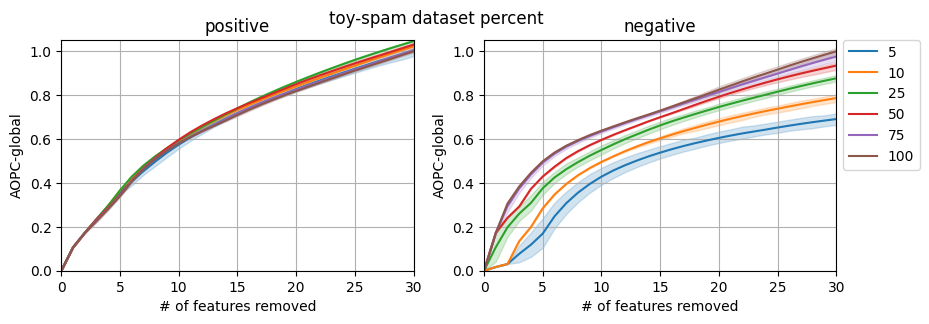 toy-spam dataset percent
positive
AOPC-global
1.0
0.8
0.6
0.4
0.2
0.0
0 5 10 15 20 25 30
# of features removed
negative
AOPC-global
1.0
0.8
0.6
0.4
0.2
0.0
0 5 10 15 20 25 30
# of features removed
5
10
25
50
75
100